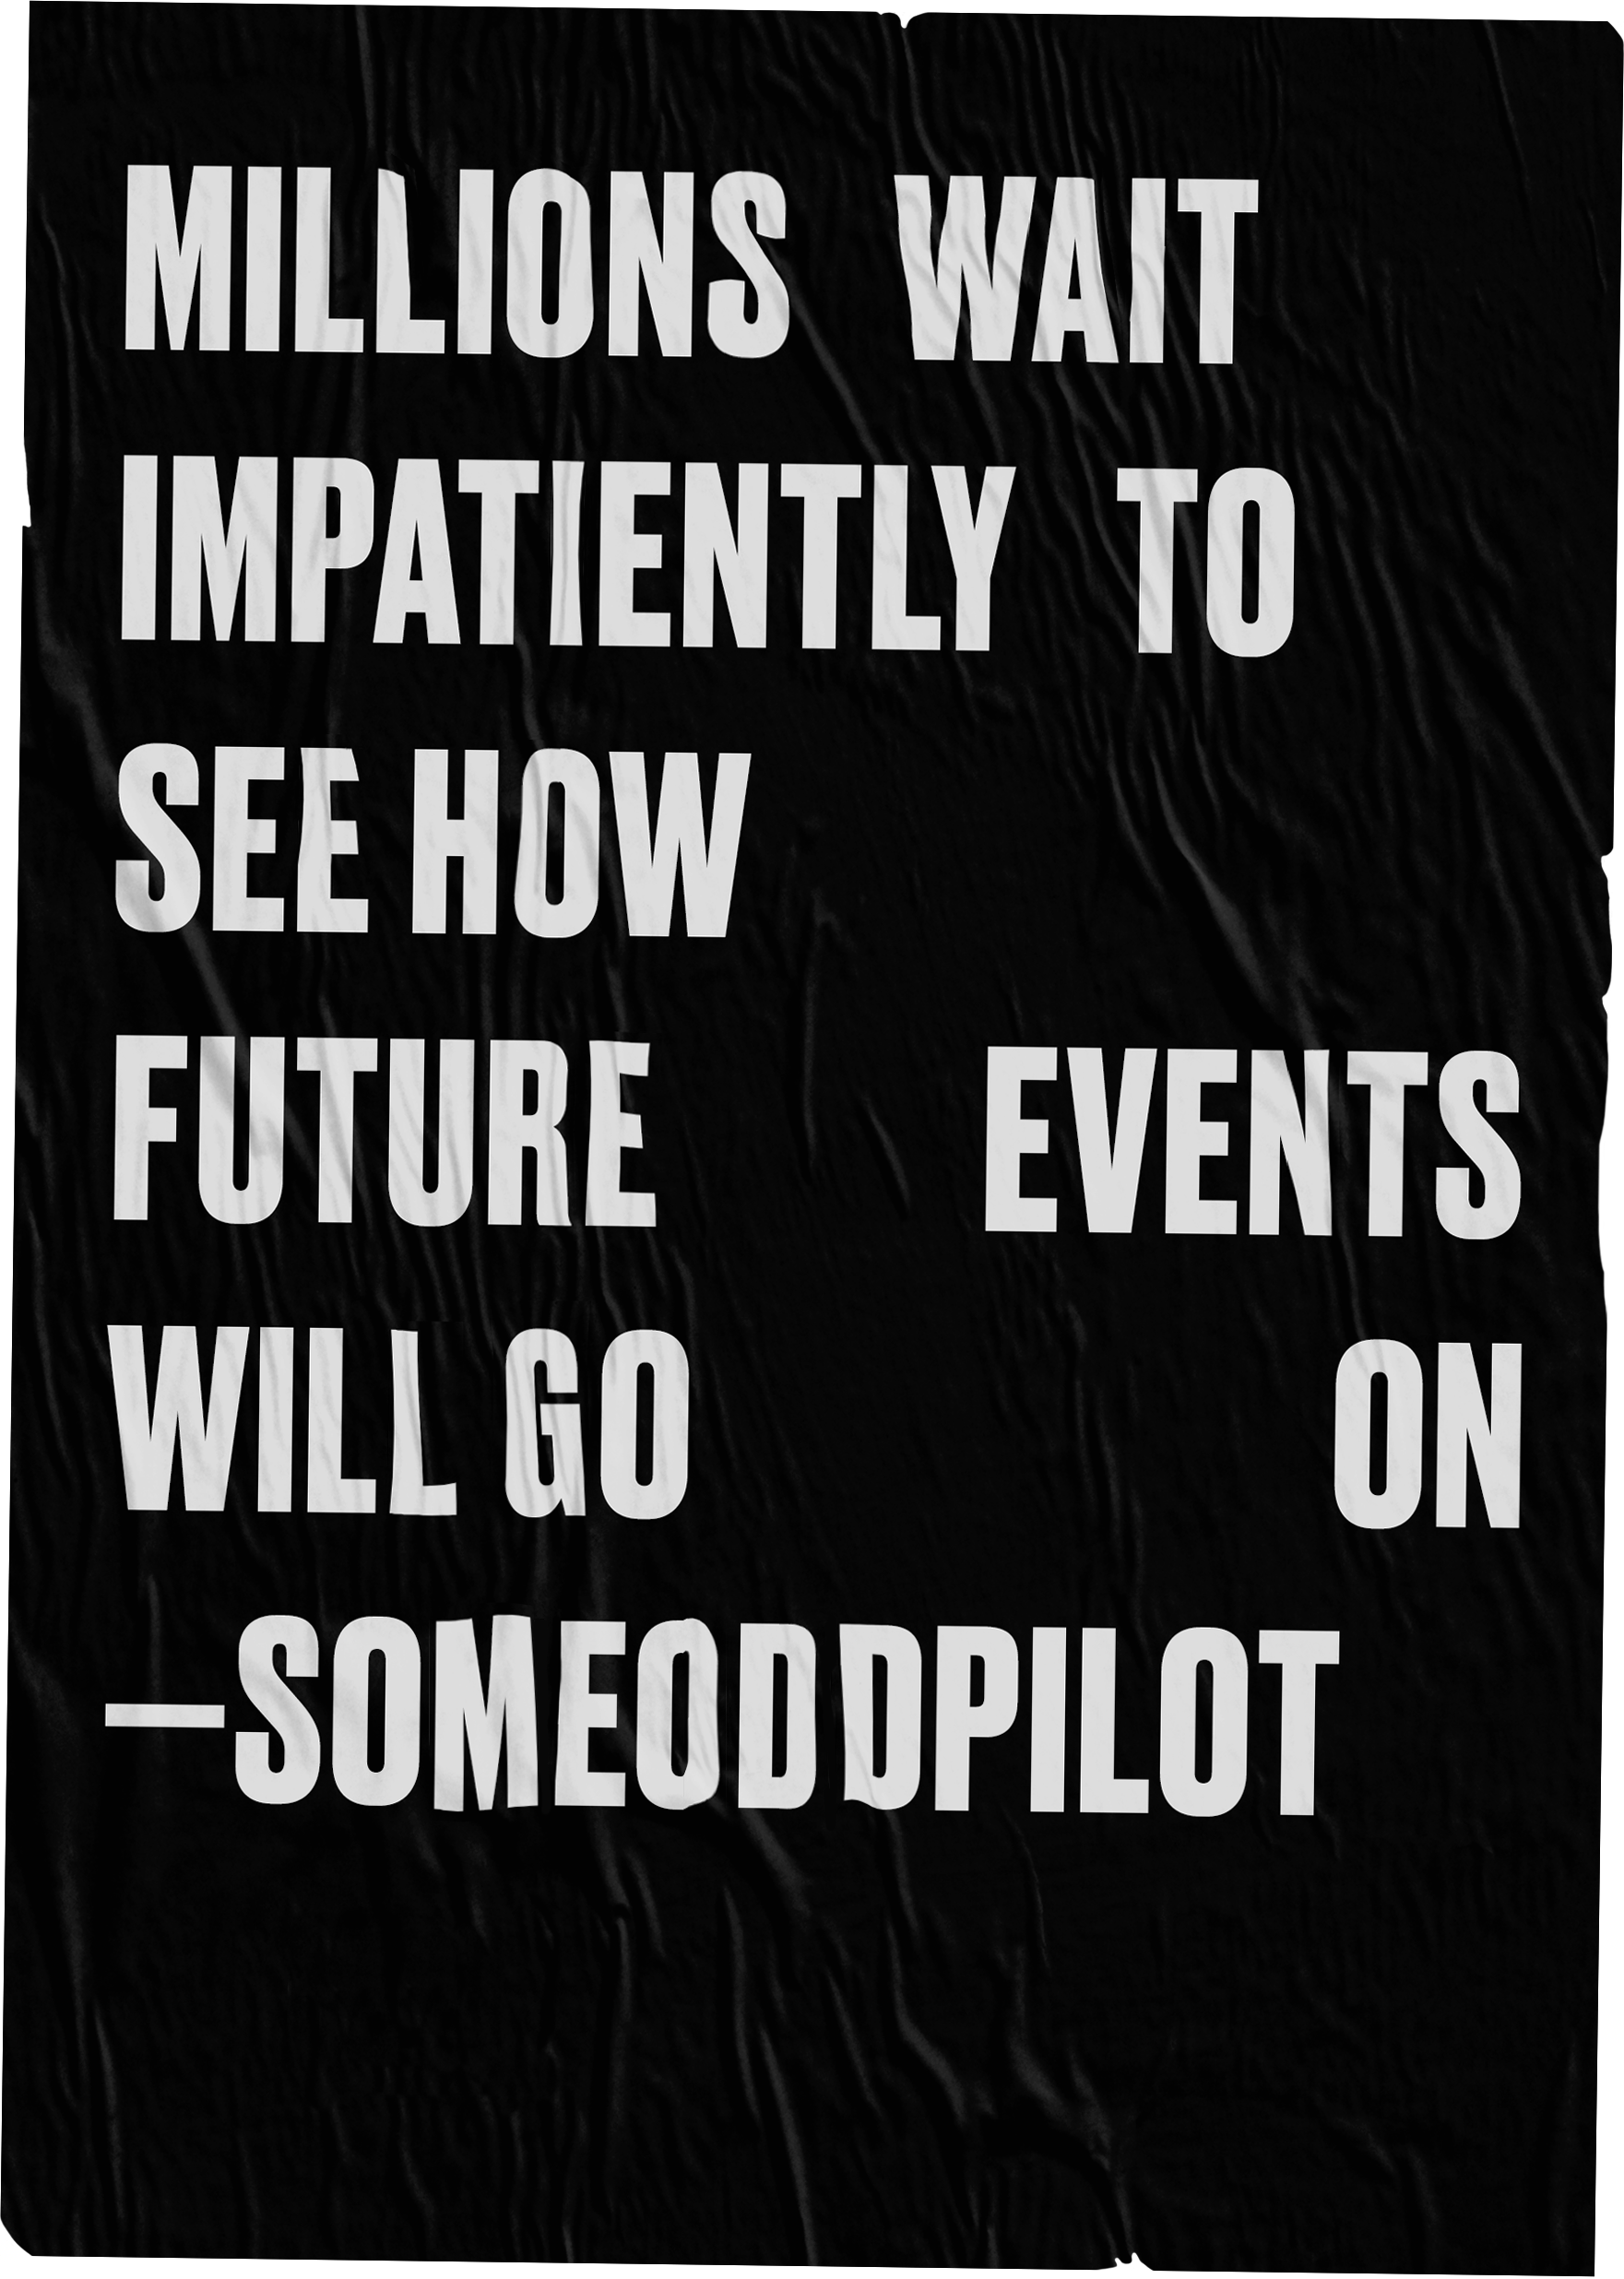 MILLIONS WAIT
IMPATIENTLY TO
SEE HOW
FUTURE EVENTS
WILL GO ON
—SOMEODDPILOT